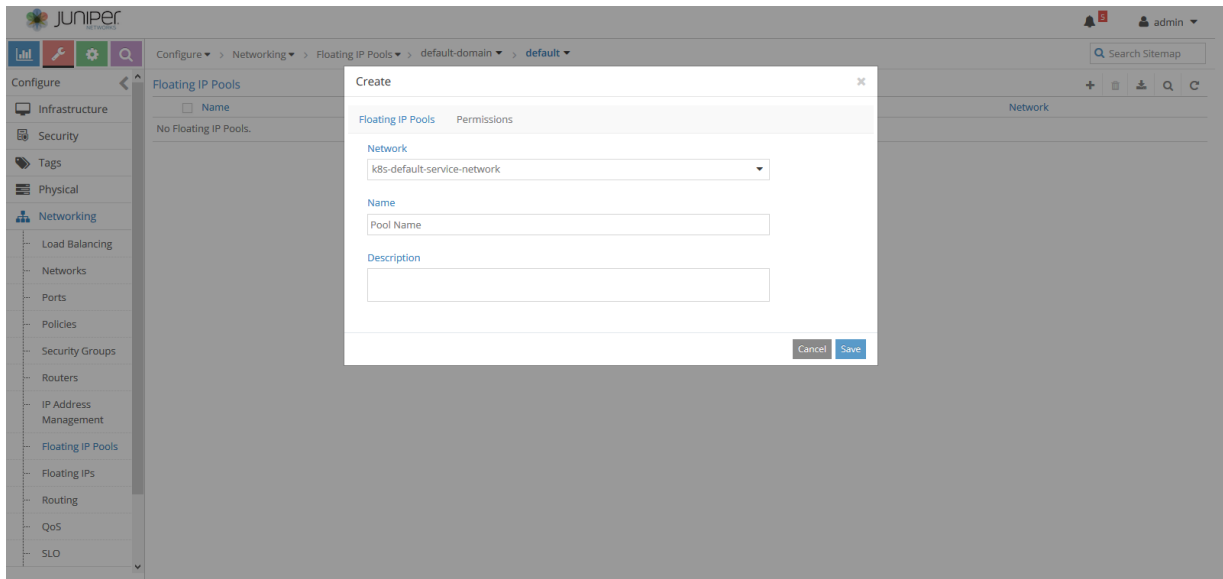 JUNIPEr
NETWORKS
5
admin
Configure > Networking > Floating IP Pools > default-domain > default
Search Sitemap
Configure
Infrastructure
Security
Tags
Physical
Networking
Load Balancing
Networks
Ports
Policies
Security Groups
Routers
IP Address
Management
Floating IP Pools
Floating IPs
Routing
QoS
SLO
Floating IP Pools
Name
Network
No Floating IP Pools.
Create
Floating IP Pools Permissions
Network
k8s-default-service-network
Name
Pool Name
Description
Cancel Save